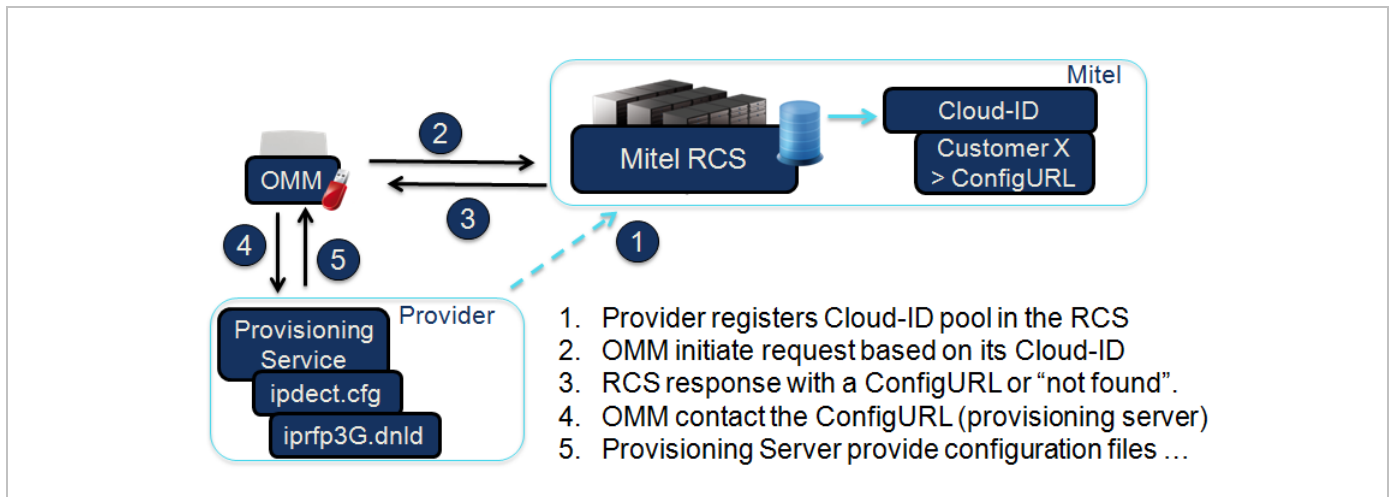 Mitel
Cloud-ID
Customer X
> ConfigURL
Mitel RCS
2
OMM
3
1
4
5
Provider
Provisioning
Service
ipdect.cfg
iprfp3G.dnld
1. Provider registers Cloud-ID pool in the RCS
2. OMM initiate request based on its Cloud-ID
3. RCS response with a ConfigURL or “not found”.
4. OMM contact the ConfigURL (provisioning server)
5. Provisioning Server provide configuration files …